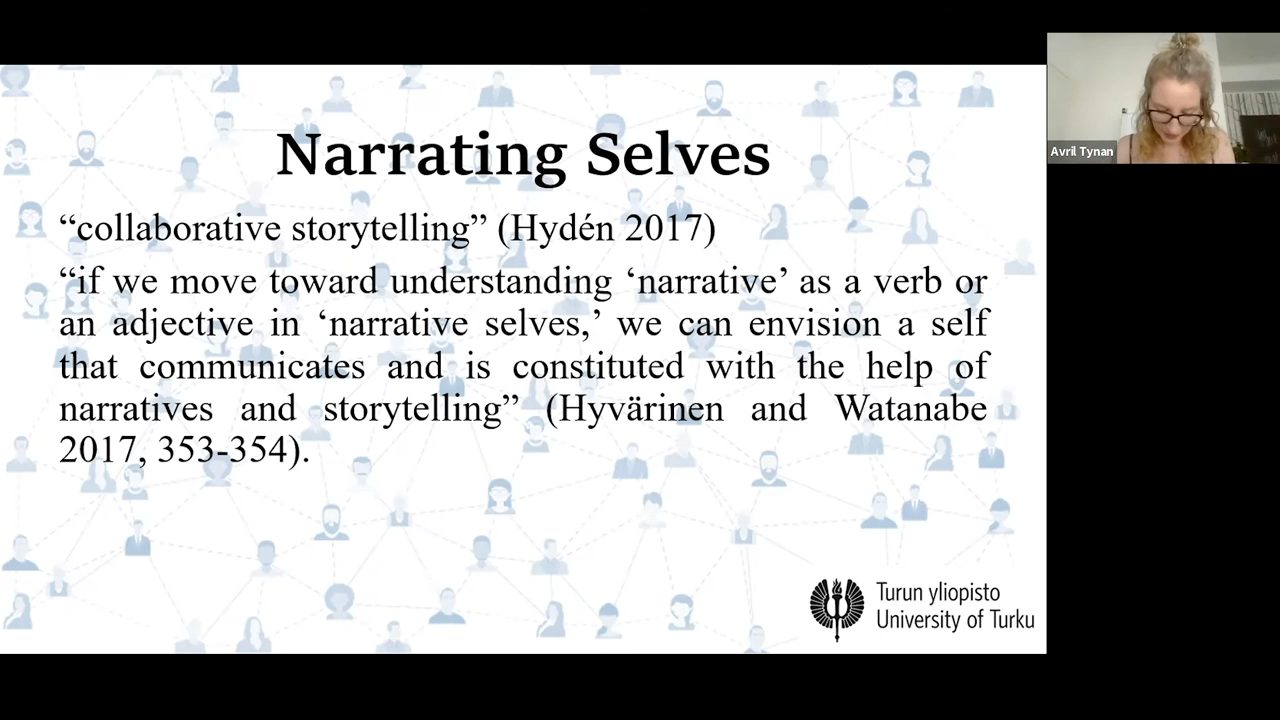 Narrating Selves
“collaborative storytelling” (Hydén 2017)
“if we move toward understanding ‘narrative’ as a verb or
an adjective in ‘narrative selves,’ we can envision a self
that communicates and is constituted with the help of
narratives and storytelling” (Hyvärinen and Watanabe
2017, 353-354).
Turun yliopisto
University of Turku
Avril Tynan